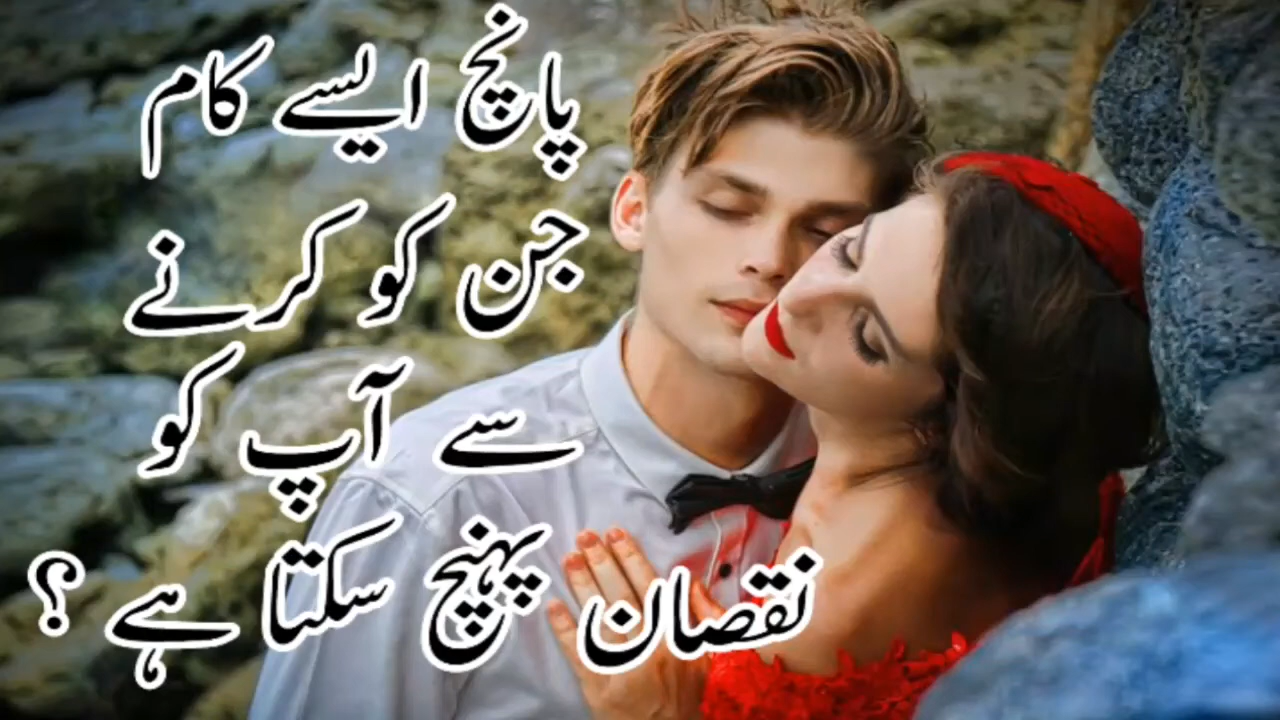 پانچ ایسے کام
جن کو کرنے
سے آپ کو
نقصان پہنچ سکتا ہے ؟